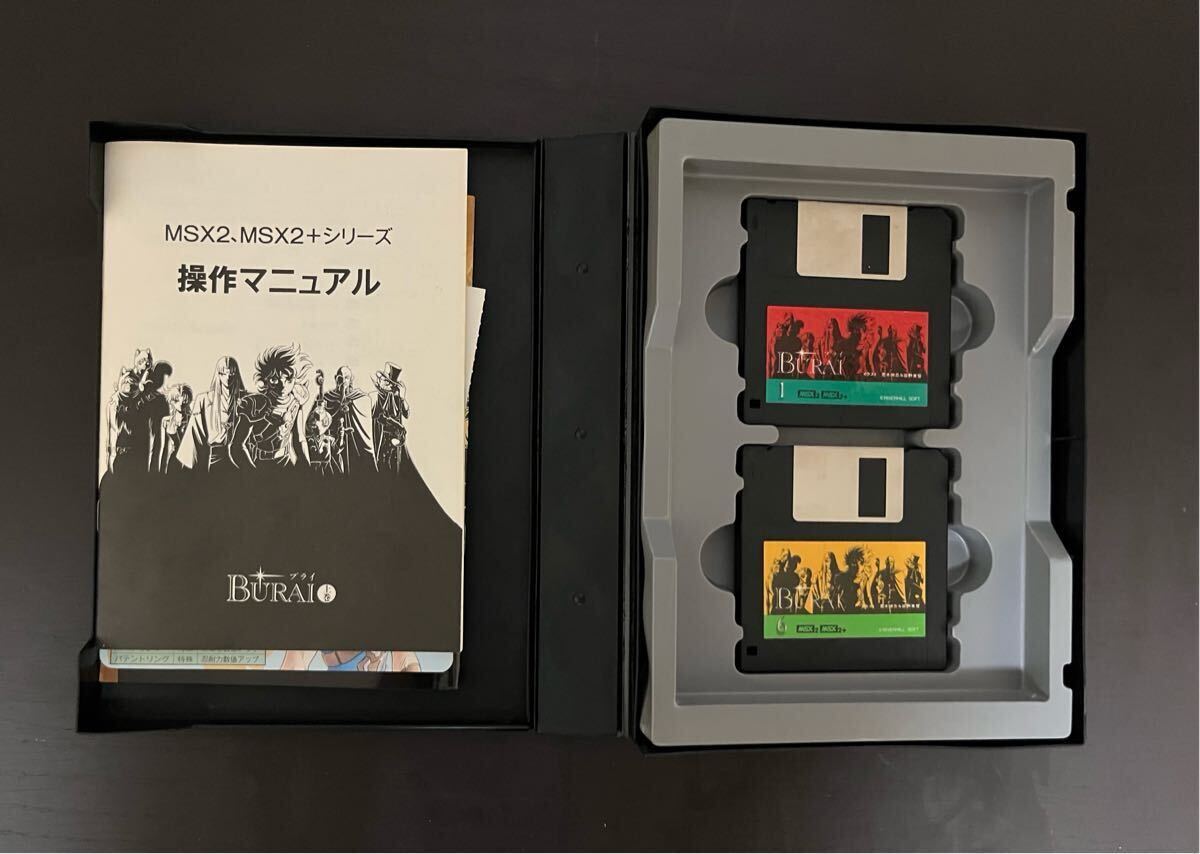 MSX2、MSX2+シリーズ
操作マニュアル
ブライ
BURAI 上巻
パテントリング 特殊 忍耐力数値アップ
BURAI
1 MSX2 MSX2+ ©RIVERHILL SOFT
BURAI
6 MSX2 MSX2+ ©RIVERHILL SOFT